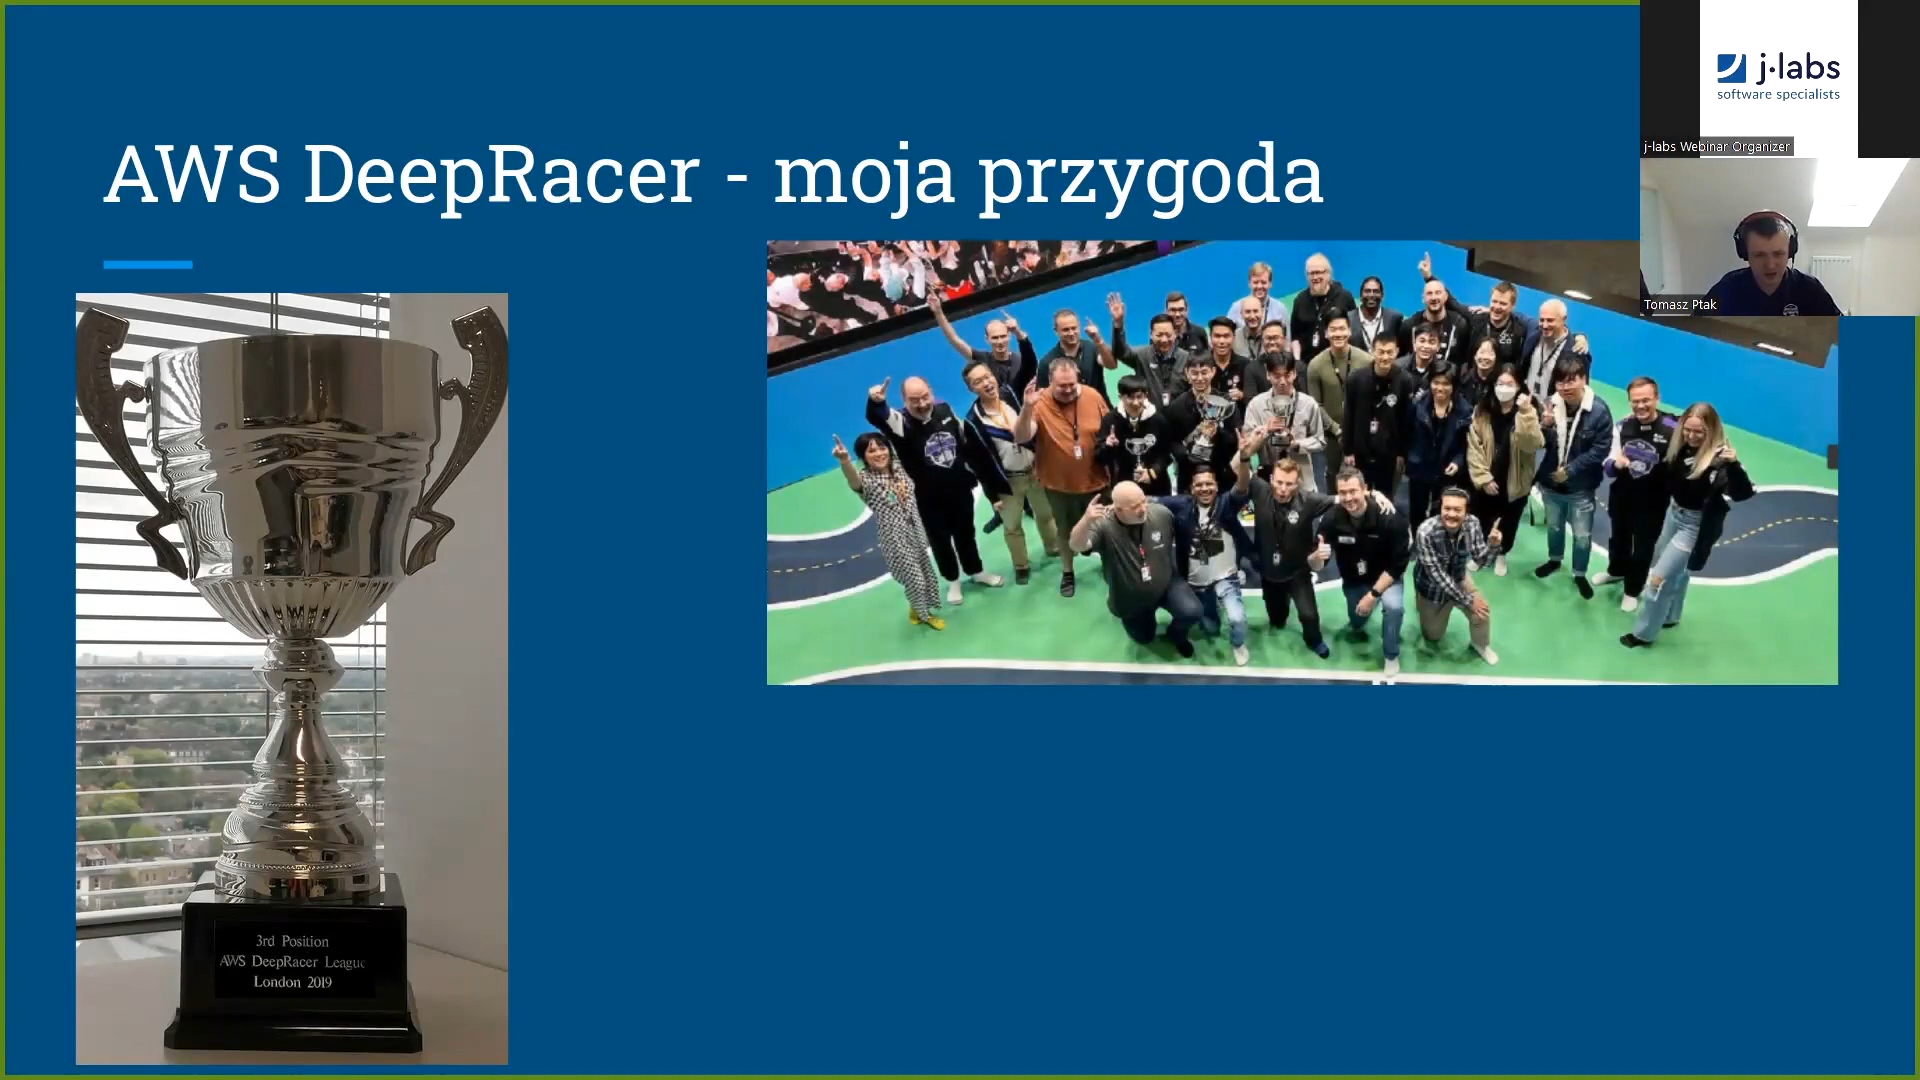 AWS DeepRacer - moja przygoda
j·labs
software specialists
j-labs Webinar Organizer
Tomasz Ptak
3rd Position
AWS DeepRacer League
London 2019